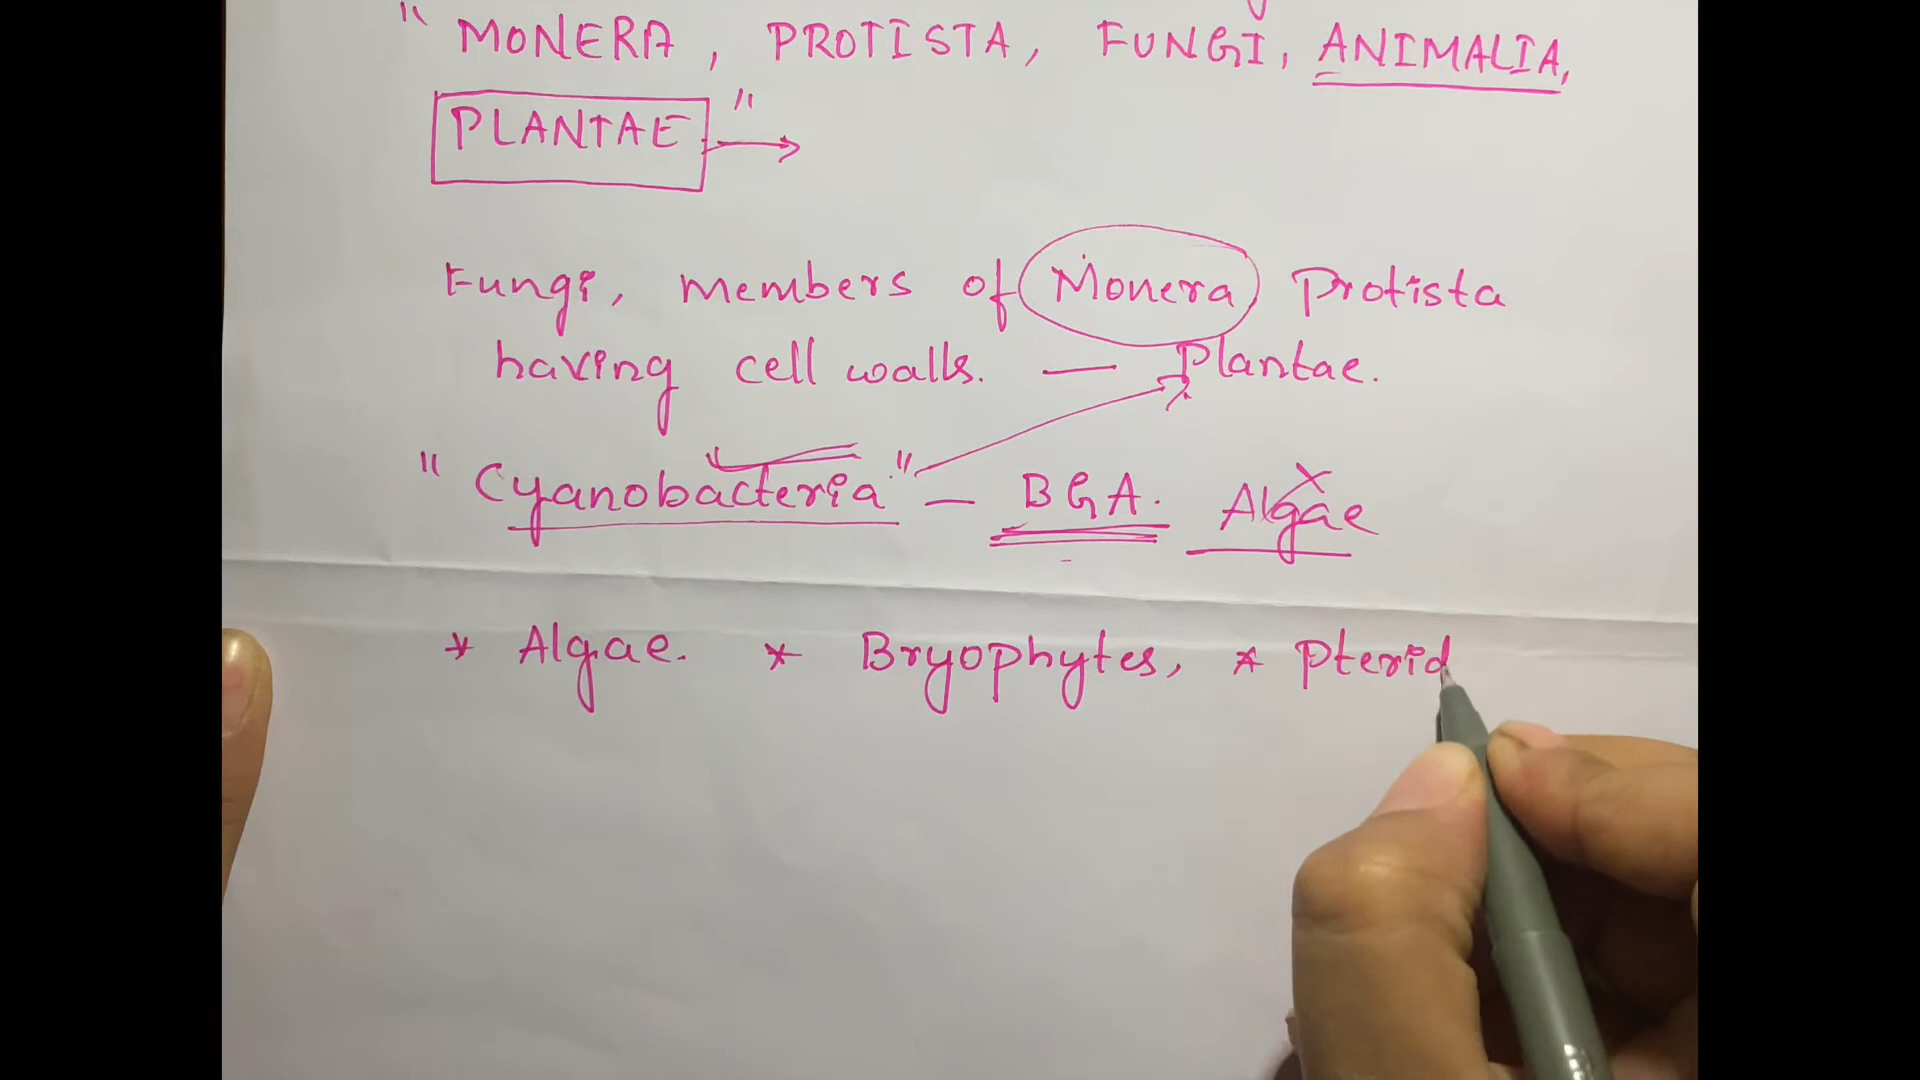 " MONERA, PROTISTA, FUNGI, ANIMALIA,
PLANTAE " →
Fungi, members of Monera Protista
having cell walls. — Plantae.
" Cyanobacteria " — BGA. Algae
* Algae. * Bryophytes, * Pterid